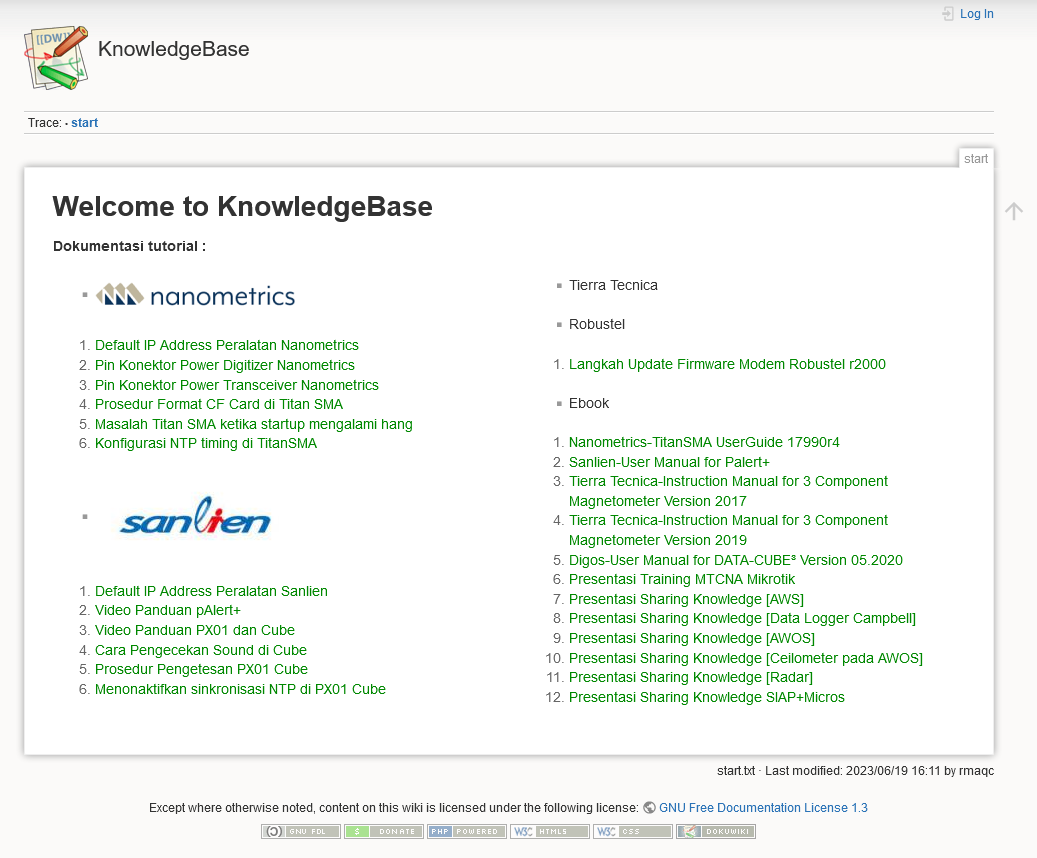 Log In
[[DW]]
KnowledgeBase
Trace: • start
start
Welcome to KnowledgeBase
Dokumentasi tutorial :
nanometrics
1. Default IP Address Peralatan Nanometrics
2. Pin Konektor Power Digitizer Nanometrics
3. Pin Konektor Power Transceiver Nanometrics
4. Prosedur Format CF Card di Titan SMA
5. Masalah Titan SMA ketika startup mengalami hang
6. Konfigurasi NTP timing di TitanSMA
sanlien
1. Default IP Address Peralatan Sanlien
2. Video Panduan pAlert+
3. Video Panduan PX01 dan Cube
4. Cara Pengecekan Sound di Cube
5. Prosedur Pengetesan PX01 Cube
6. Menonaktifkan sinkronisasi NTP di PX01 Cube
Tierra Tecnica
Robustel
1. Langkah Update Firmware Modem Robustel r2000
Ebook
1. Nanometrics-TitanSMA UserGuide 17990r4
2. Sanlien-User Manual for Palert+
3. Tierra Tecnica-Instruction Manual for 3 Component
Magnetometer Version 2017
4. Tierra Tecnica-Instruction Manual for 3 Component
Magnetometer Version 2019
5. Digos-User Manual for DATA-CUBE³ Version 05.2020
6. Presentasi Training MTCNA Mikrotik
7. Presentasi Sharing Knowledge [AWS]
8. Presentasi Sharing Knowledge [Data Logger Campbell]
9. Presentasi Sharing Knowledge [AWOS]
10. Presentasi Sharing Knowledge [Ceilometer pada AWOS]
11. Presentasi Sharing Knowledge [Radar]
12. Presentasi Sharing Knowledge SIAP+Micros
start.txt · Last modified: 2023/06/19 16:11 by rmaqc
Except where otherwise noted, content on this wiki is licensed under the following license: GNU Free Documentation License 1.3
GNU FDL $ DONATE PHP POWERED W3C HTML5 W3C CSS DOKUWIKI